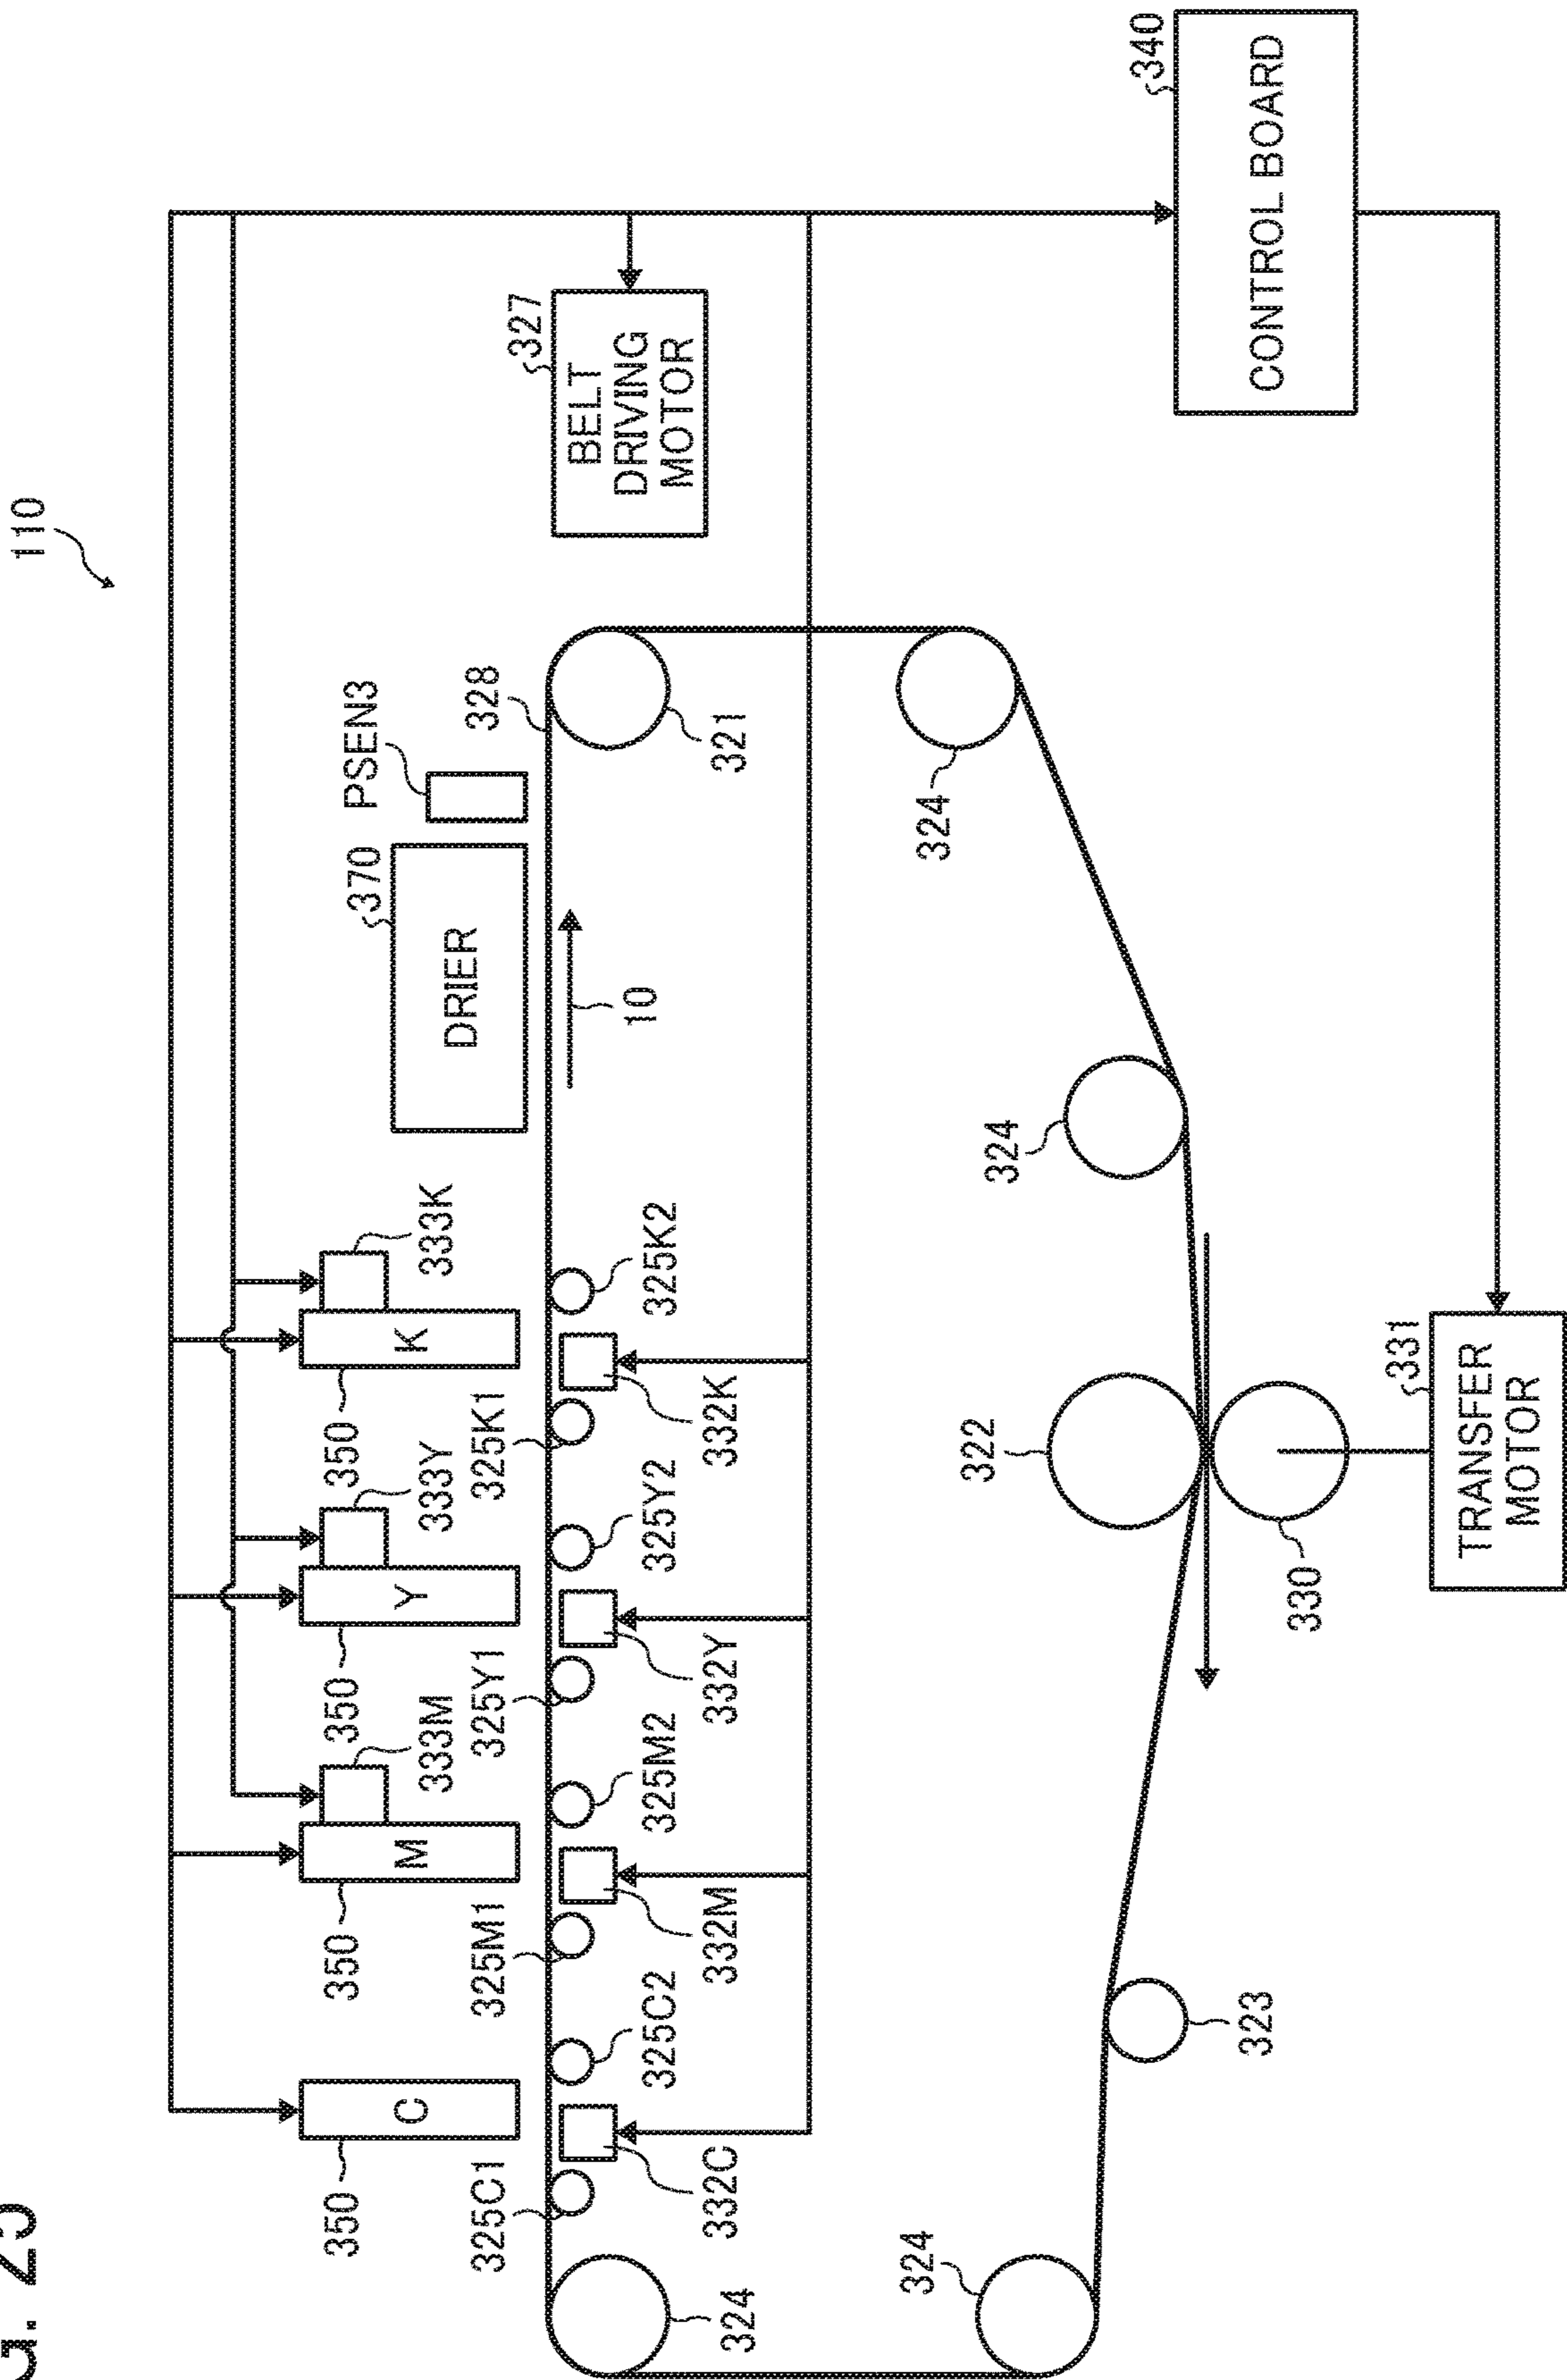 G. 25
110
340
CONTROL BOARD
327
BELT
DRIVING
MOTOR
PSEN3
328
321
370
DRIER
10
324
333K
K
350
325K1
325K2
332K
333Y
Y
350
325Y1
325Y2
332Y
333M
M
350
325M1
325M2
332M
C
350
325C1
325C2
332C
324
324
322
330
331
TRANSFER
MOTOR
323
324